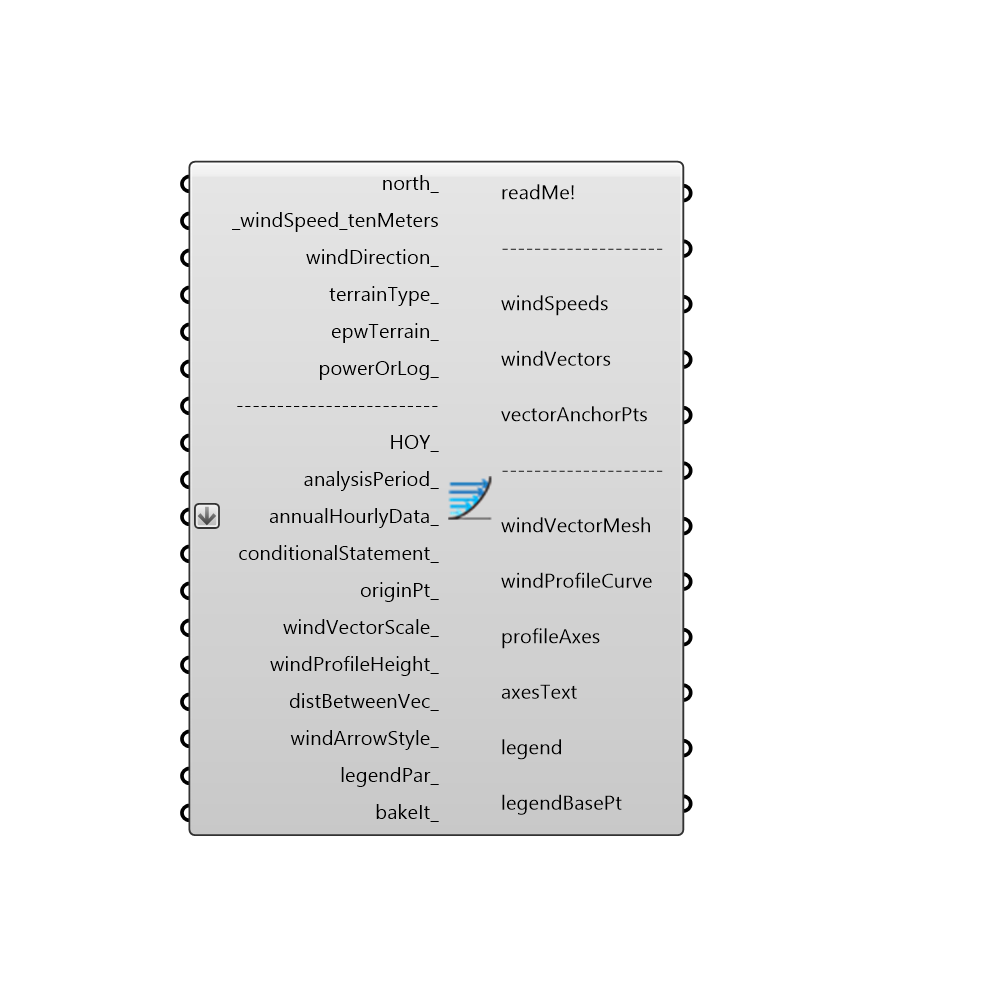 north_
_windSpeed_tenMeters
windDirection_
terrainType_
epwTerrain_
powerOrLog_
-------------------------
HOY_
analysisPeriod_
annualHourlyData_
conditionalStatement_
originPt_
windVectorScale_
windProfileHeight_
distBetweenVec_
windArrowStyle_
legendPar_
bakeIt_
readMe!
--------------------
windSpeeds
windVectors
vectorAnchorPts
--------------------
windVectorMesh
windProfileCurve
profileAxes
axesText
legend
legendBasePt